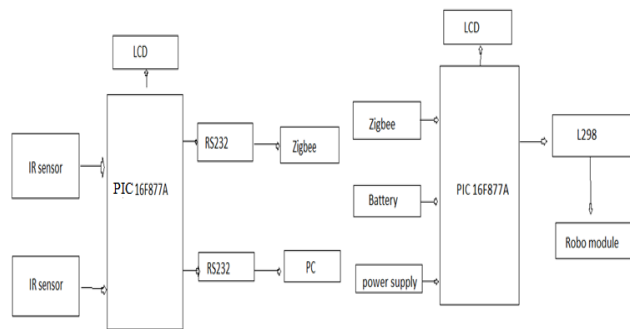 LCD
IR sensor
IR sensor
PIC 16F877A
RS232
Zigbee
RS232
PC
LCD
Zigbee
Battery
power supply
PIC 16F877A
L298
Robo module